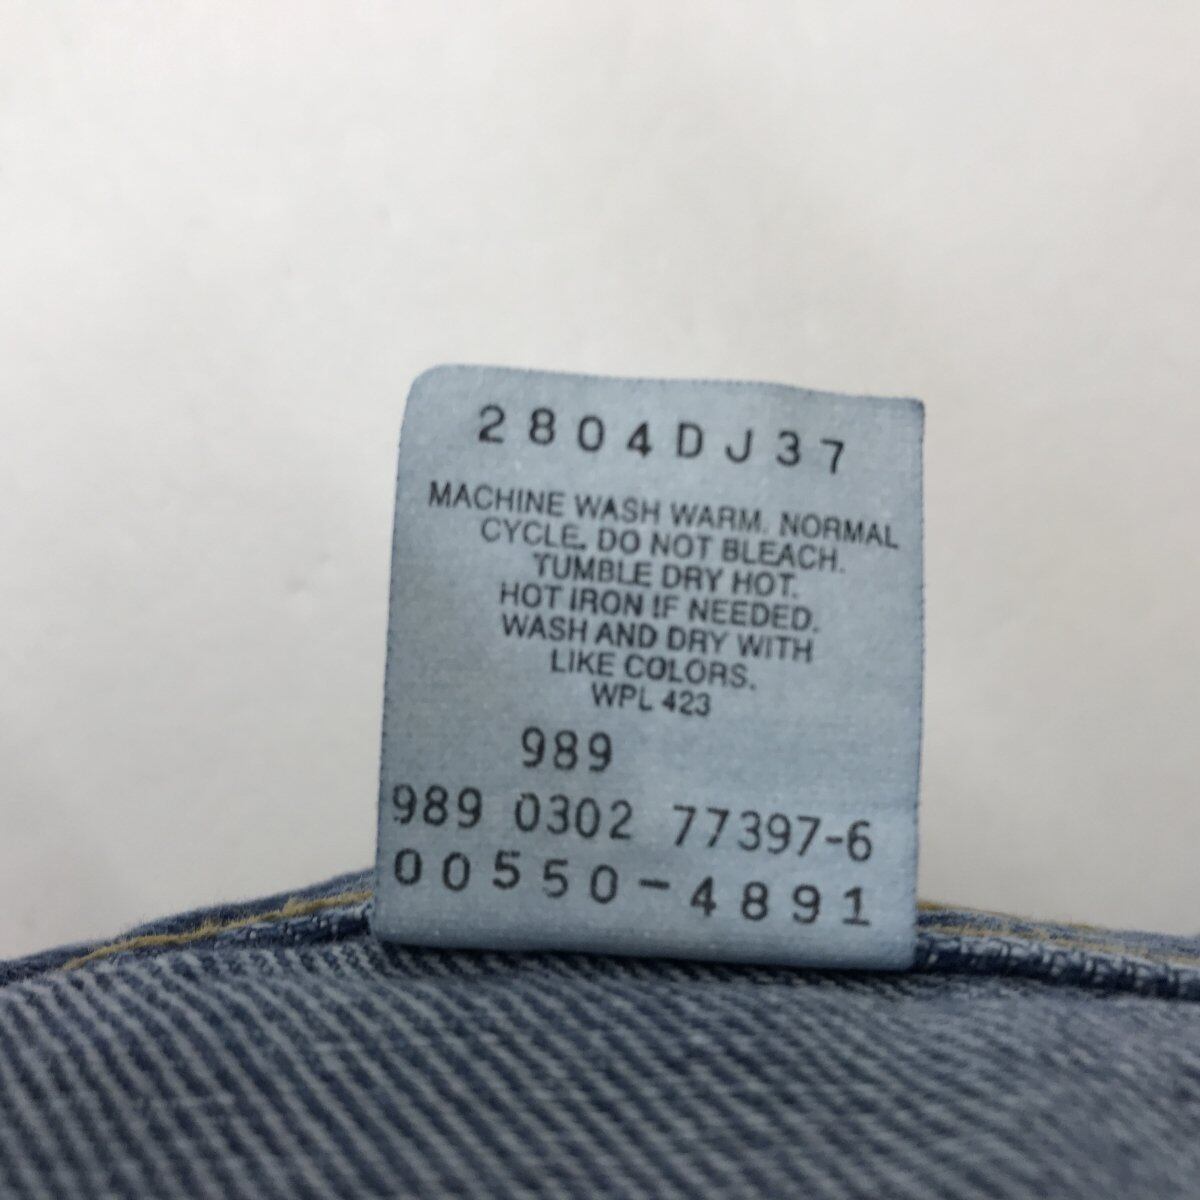 2804DJ37
MACHINE WASH WARM. NORMAL
CYCLE. DO NOT BLEACH.
TUMBLE DRY HOT.
HOT IRON IF NEEDED.
WASH AND DRY WITH
LIKE COLORS.
WPL 423
989
989 0302 77397-6
00550-4891